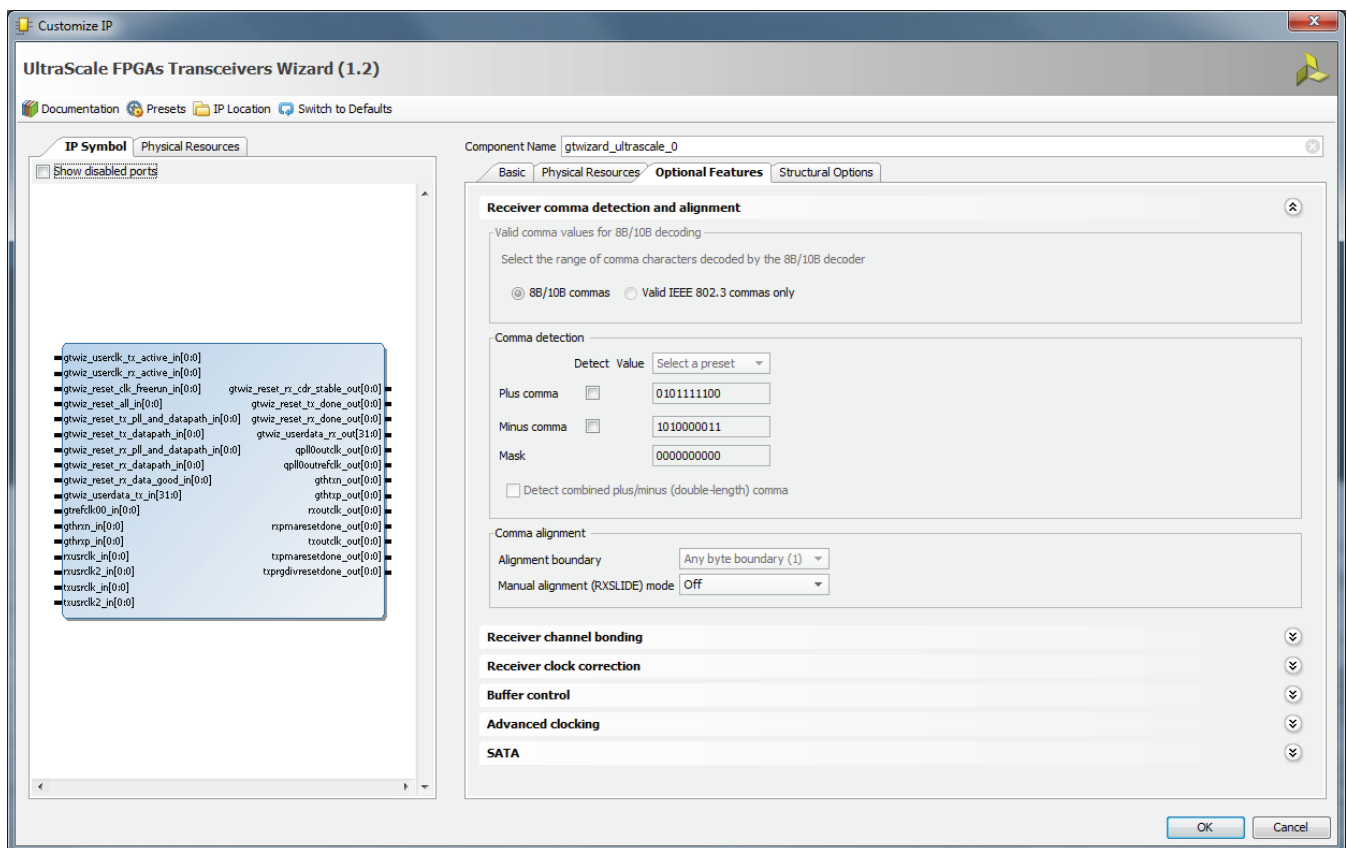 Customize IP
UltraScale FPGAs Transceivers Wizard (1.2)
Documentation Presets IP Location Switch to Defaults
IP Symbol Physical Resources
Show disabled ports
gtwiz_userclk_tx_active_in[0:0]
gtwiz_userclk_rx_active_in[0:0]
gtwiz_reset_clk_freerun_in[0:0] gtwiz_reset_rx_cdr_stable_out[0:0]
gtwiz_reset_all_in[0:0] gtwiz_reset_tx_done_out[0:0]
gtwiz_reset_tx_pll_and_datapath_in[0:0] gtwiz_reset_rx_done_out[0:0]
gtwiz_reset_tx_datapath_in[0:0] gtwiz_userdata_rx_out[31:0]
gtwiz_reset_rx_pll_and_datapath_in[0:0] qpll0outclk_out[0:0]
gtwiz_reset_rx_datapath_in[0:0] qpll0outrefclk_out[0:0]
gtwiz_reset_rx_data_good_in[0:0] gthtxn_out[0:0]
gtwiz_userdata_tx_in[31:0] gthtxp_out[0:0]
gtrefclk00_in[0:0] rxoutclk_out[0:0]
gthrxn_in[0:0] rxpmaresetdone_out[0:0]
gthrxp_in[0:0] txoutclk_out[0:0]
rxusrclk_in[0:0] txpmaresetdone_out[0:0]
rxusrclk2_in[0:0] txprgdivresetdone_out[0:0]
txusrclk_in[0:0]
txusrclk2_in[0:0]
Component Name gtwizard_ultrascale_0
Basic Physical Resources Optional Features Structural Options
Receiver comma detection and alignment
Valid comma values for 8B/10B decoding
Select the range of comma characters decoded by the 8B/10B decoder
8B/10B commas Valid IEEE 802.3 commas only
Comma detection
Detect Value Select a preset
Plus comma 0101111100
Minus comma 1010000011
Mask 0000000000
Detect combined plus/minus (double-length) comma
Comma alignment
Alignment boundary Any byte boundary (1)
Manual alignment (RXSLIDE) mode Off
Receiver channel bonding
Receiver clock correction
Buffer control
Advanced clocking
SATA
OK Cancel